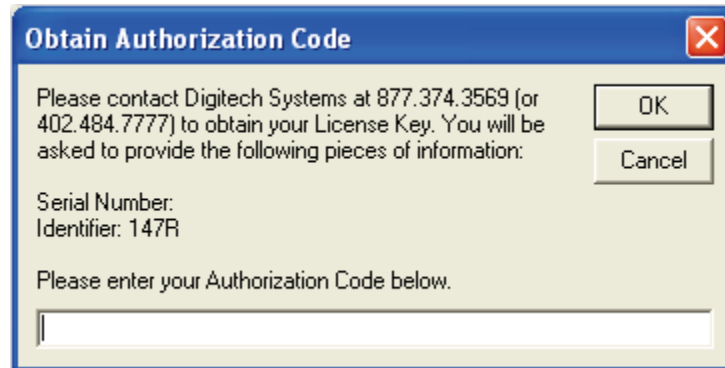 Obtain Authorization Code
Please contact Digitech Systems at 877.374.3569 (or
402.484.7777) to obtain your License Key. You will be
asked to provide the following pieces of information:
OK
Cancel
Serial Number:
Identifier: 147R
Please enter your Authorization Code below.